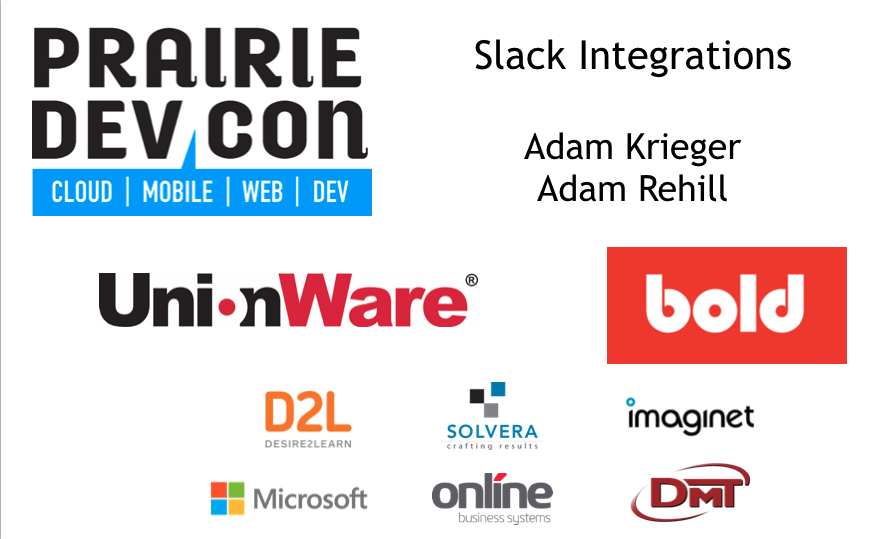 PRAIRIE
DEV CON
CLOUD | MOBILE | WEB | DEV
Slack Integrations
Adam Krieger
Adam Rehill
UnionWare®
bold
D2L
DESIRE2LEARN
SOLVERA
crafting results
imaginet
Microsoft
online
business systems
DMT